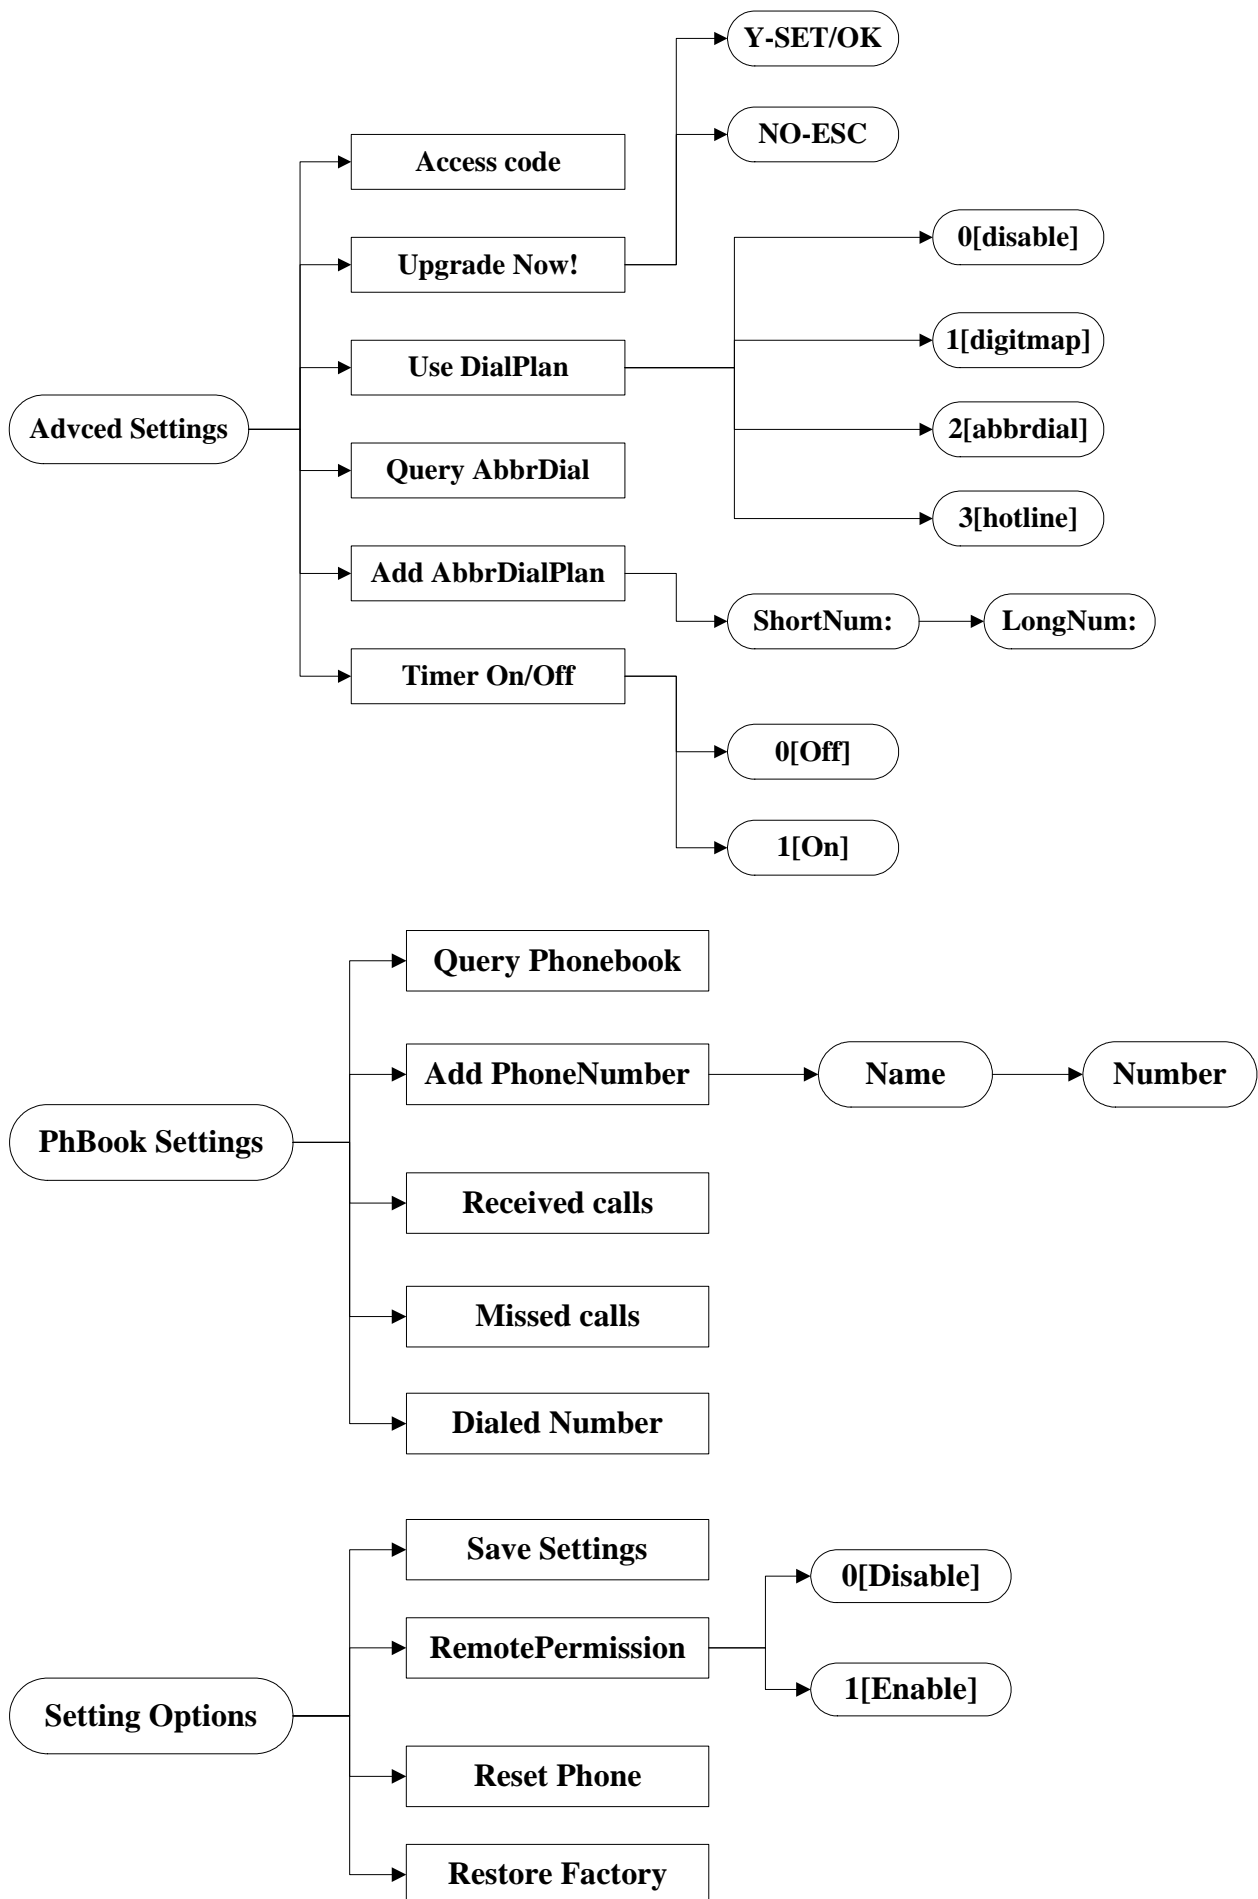 Y-SET/OK
NO-ESC
Access code
Upgrade Now!
0[disable]
1[digitmap]
Use DialPlan
Advced Settings
2[abbrdial]
Query AbbrDial
3[hotline]
Add AbbrDialPlan
ShortNum:
LongNum:
Timer On/Off
0[Off]
1[On]
Query Phonebook
Add PhoneNumber
Name
Number
PhBook Settings
Received calls
Missed calls
Dialed Number
Save Settings
0[Disable]
RemotePermission
1[Enable]
Setting Options
Reset Phone
Restore Factory